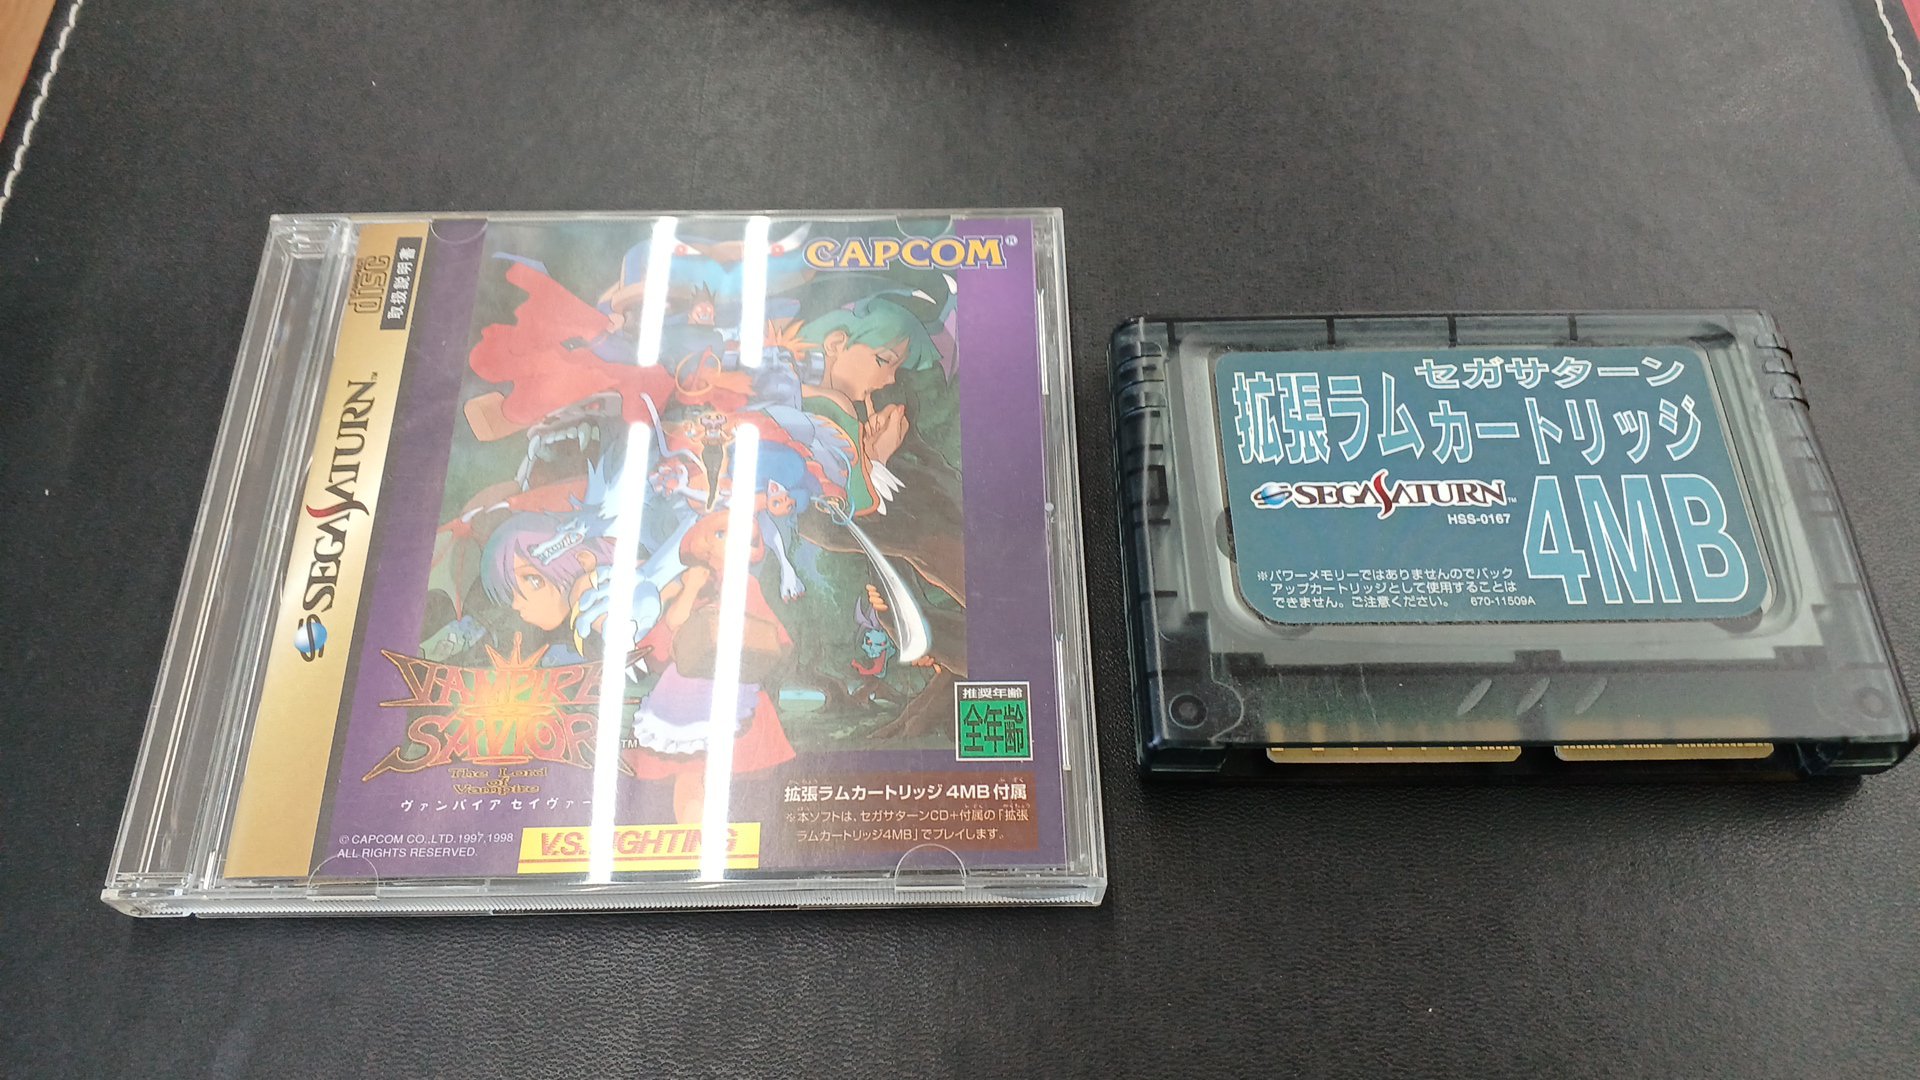 COMPACT
disc
取扱説明書
SEGA SATURN™
CAPCOM®
VAMPIRE
SAVIOR™
The Lord
of
Vampire
ヴァンパイア セイヴァー
© CAPCOM CO.,LTD.1997,1998
ALL RIGHTS RESERVED.
V.S. FIGHTING
推奨年齢
全年齢
拡張ラムカートリッジ 4MB 付属
※本ソフトは、セガサターンCD+付属の「拡張
ラムカートリッジ4MB」でプレイします。
セガサターン
拡張ラムカートリッジ
SEGA SATURN™
HSS-0167
4MB
※パワーメモリーではありませんのでバック
アップカートリッジとして使用することは
できません。ご注意ください。 670-11509A